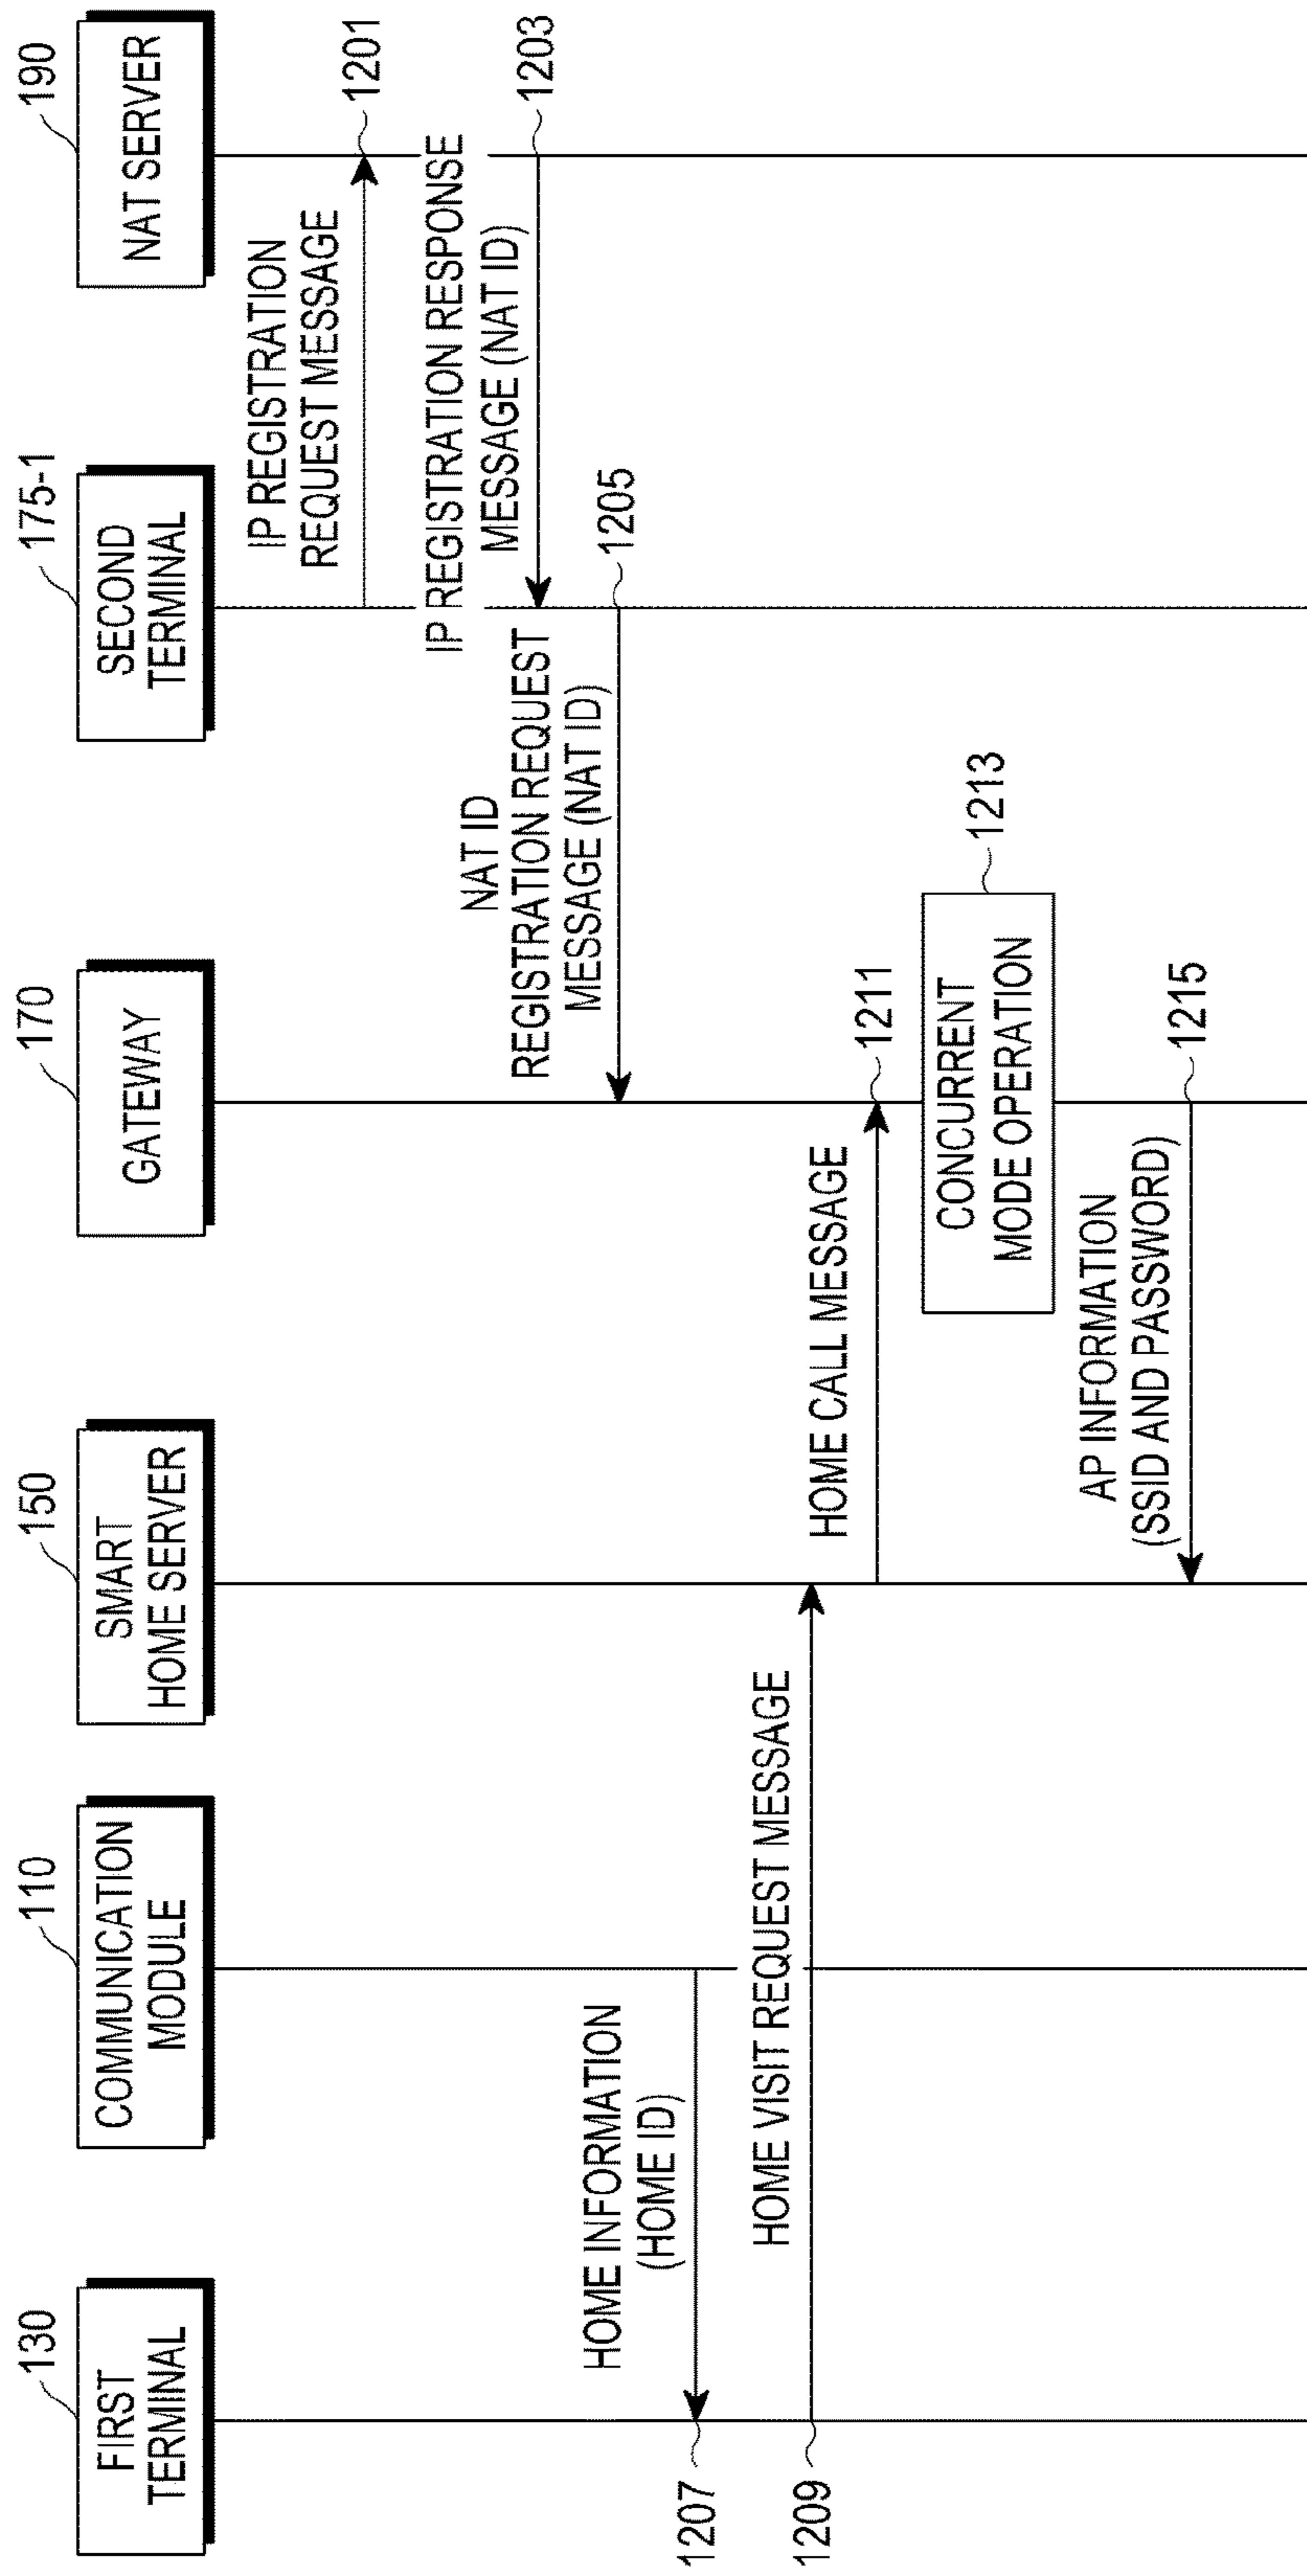 130
FIRST
TERMINAL
110
COMMUNICATION
MODULE
150
SMART
HOME SERVER
170
GATEWAY
175-1
SECOND
TERMINAL
190
NAT SERVER
IP REGISTRATION
REQUEST MESSAGE
1201
IP REGISTRATION RESPONSE
MESSAGE (NAT ID)
1203
NAT ID
REGISTRATION REQUEST
MESSAGE (NAT ID)
1205
HOME INFORMATION
(HOME ID)
1207
HOME VISIT REQUEST MESSAGE
1209
HOME CALL MESSAGE
1211
CONCURRENT
MODE OPERATION
1213
AP INFORMATION
(SSID AND PASSWORD)
1215